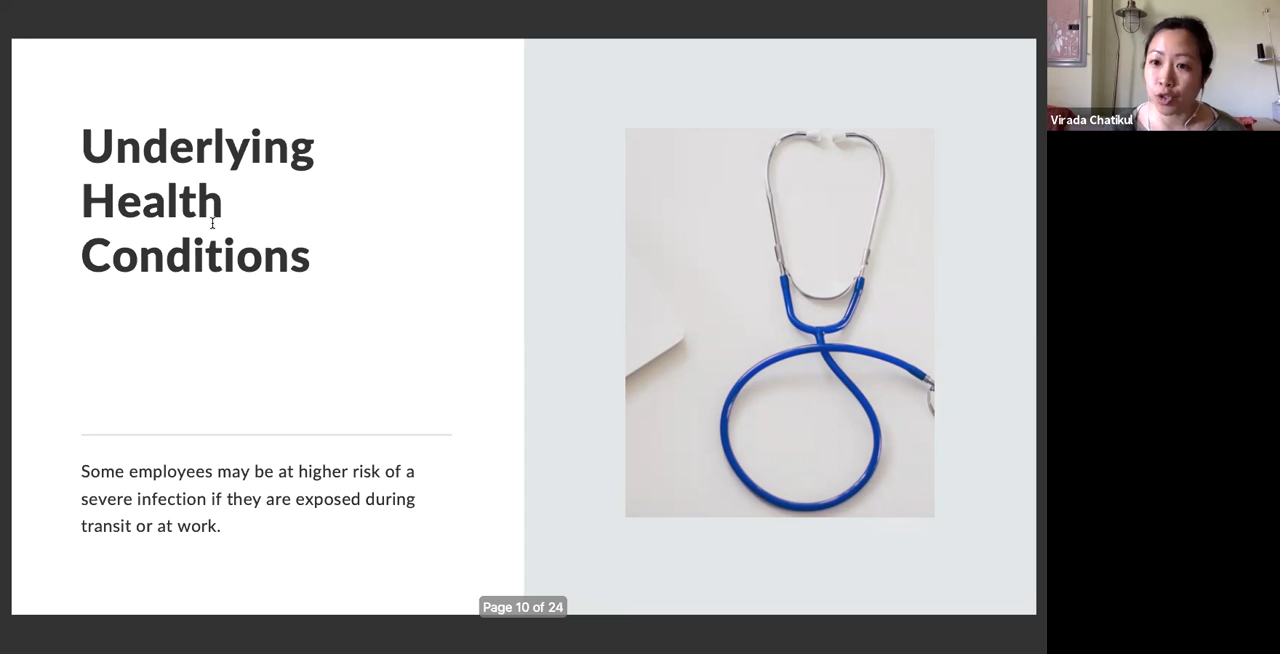 Underlying
Health
Conditions
Some employees may be at higher risk of a
severe infection if they are exposed during
transit or at work.
Page 10 of 24
Virada Chatikul